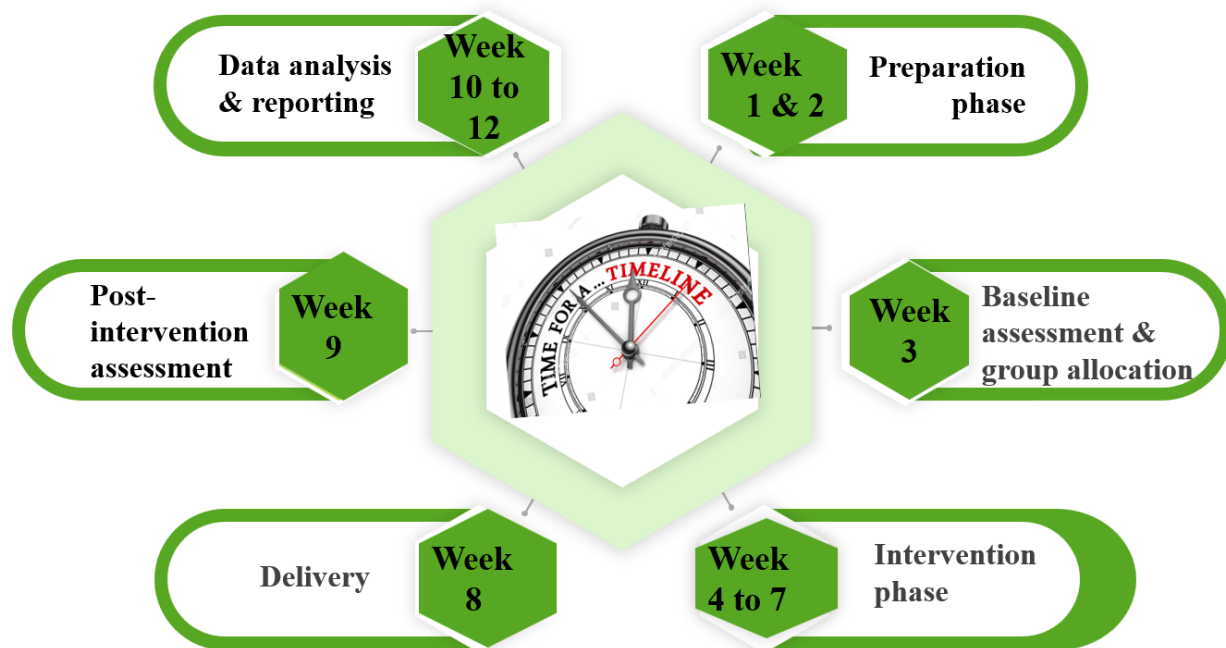 Data analysis
& reporting
Week
10 to
12
Week
1 & 2
Preparation
phase
Post-
intervention
assessment
Week
9
TIME FOR A... TIMELINE
XII
Week
3
Baseline
assessment &
group allocation
Delivery
Week
8
Week
4 to 7
Intervention
phase